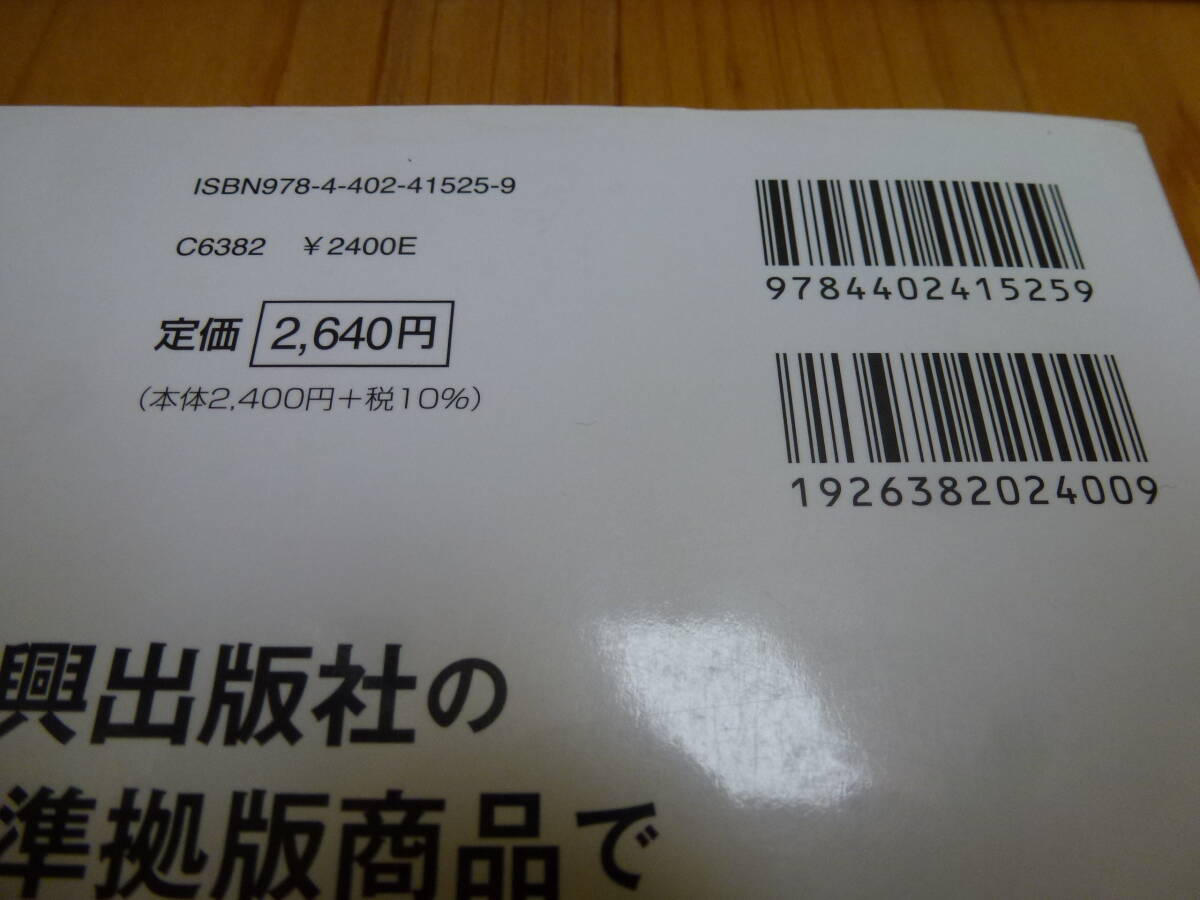 ISBN978-4-402-41525-9
C6382 ￥2400E
定価 2,640円
(本体2,400円+税10%)
9784402415259
1926382024009
興出版社の
準拠版商品で